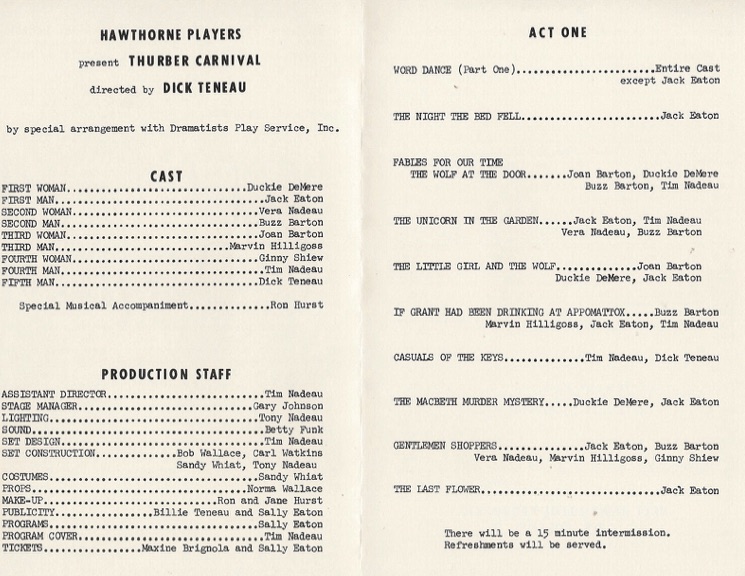 HAWTHORNE PLAYERS
present THURBER CARNIVAL
directed by DICK TENEAU
by special arrangement with Dramatists Play Service, Inc.
CAST
FIRST WOMAN..............................Duckie DeMere
FIRST MAN................................Jack Eaton
SECOND WOMAN.............................Vera Nadeau
SECOND MAN...............................Buzz Barton
THIRD WOMAN..............................Joan Barton
THIRD MAN................................Marvin Hilligoss
FOURTH WOMAN.............................Ginny Shiew
FOURTH MAN...............................Tim Nadeau
FIFTH MAN................................Dick Teneau
Special Musical Accompaniment............Ron Hurst
PRODUCTION STAFF
ASSISTANT DIRECTOR.......................Tim Nadeau
STAGE MANAGER............................Gary Johnson
LIGHTING.................................Tony Nadeau
SOUND....................................Betty Funk
SET DESIGN...............................Tim Nadeau
SET CONSTRUCTION............Bob Wallace, Carl Watkins
Sandy Whiat, Tony Nadeau
COSTUMES.................................Sandy Whiat
PROPS....................................Norma Wallace
MAKE-UP..................................Ron and Jane Hurst
PUBLICITY.....................Billie Teneau and Sally Eaton
PROGRAMS.................................Sally Eaton
PROGRAM COVER............................Tim Nadeau
TICKETS................Maxine Brignola and Sally Eaton
ACT ONE
WORD DANCE (Part One).....................Entire Cast
except Jack Eaton
THE NIGHT THE BED FELL.....................Jack Eaton
FABLES FOR OUR TIME
THE WOLF AT THE DOOR.......Joan Barton, Duckie DeMere
Buzz Barton, Tim Nadeau
THE UNICORN IN THE GARDEN......Jack Eaton, Tim Nadeau
Vera Nadeau, Buzz Barton
THE LITTLE GIRL AND THE WOLF.............Joan Barton
Duckie DeMere, Jack Eaton
IF GRANT HAD BEEN DRINKING AT APPOMATTOX.....Buzz Barton
Marvin Hilligoss, Jack Eaton, Tim Nadeau
CASUALS OF THE KEYS.............Tim Nadeau, Dick Teneau
THE MACBETH MURDER MYSTERY.....Duckie DeMere, Jack Eaton
GENTLEMEN SHOPPERS.............Jack Eaton, Buzz Barton
Vera Nadeau, Marvin Hilligoss, Ginny Shiew
THE LAST FLOWER............................Jack Eaton
There will be a 15 minute intermission.
Refreshments will be served.